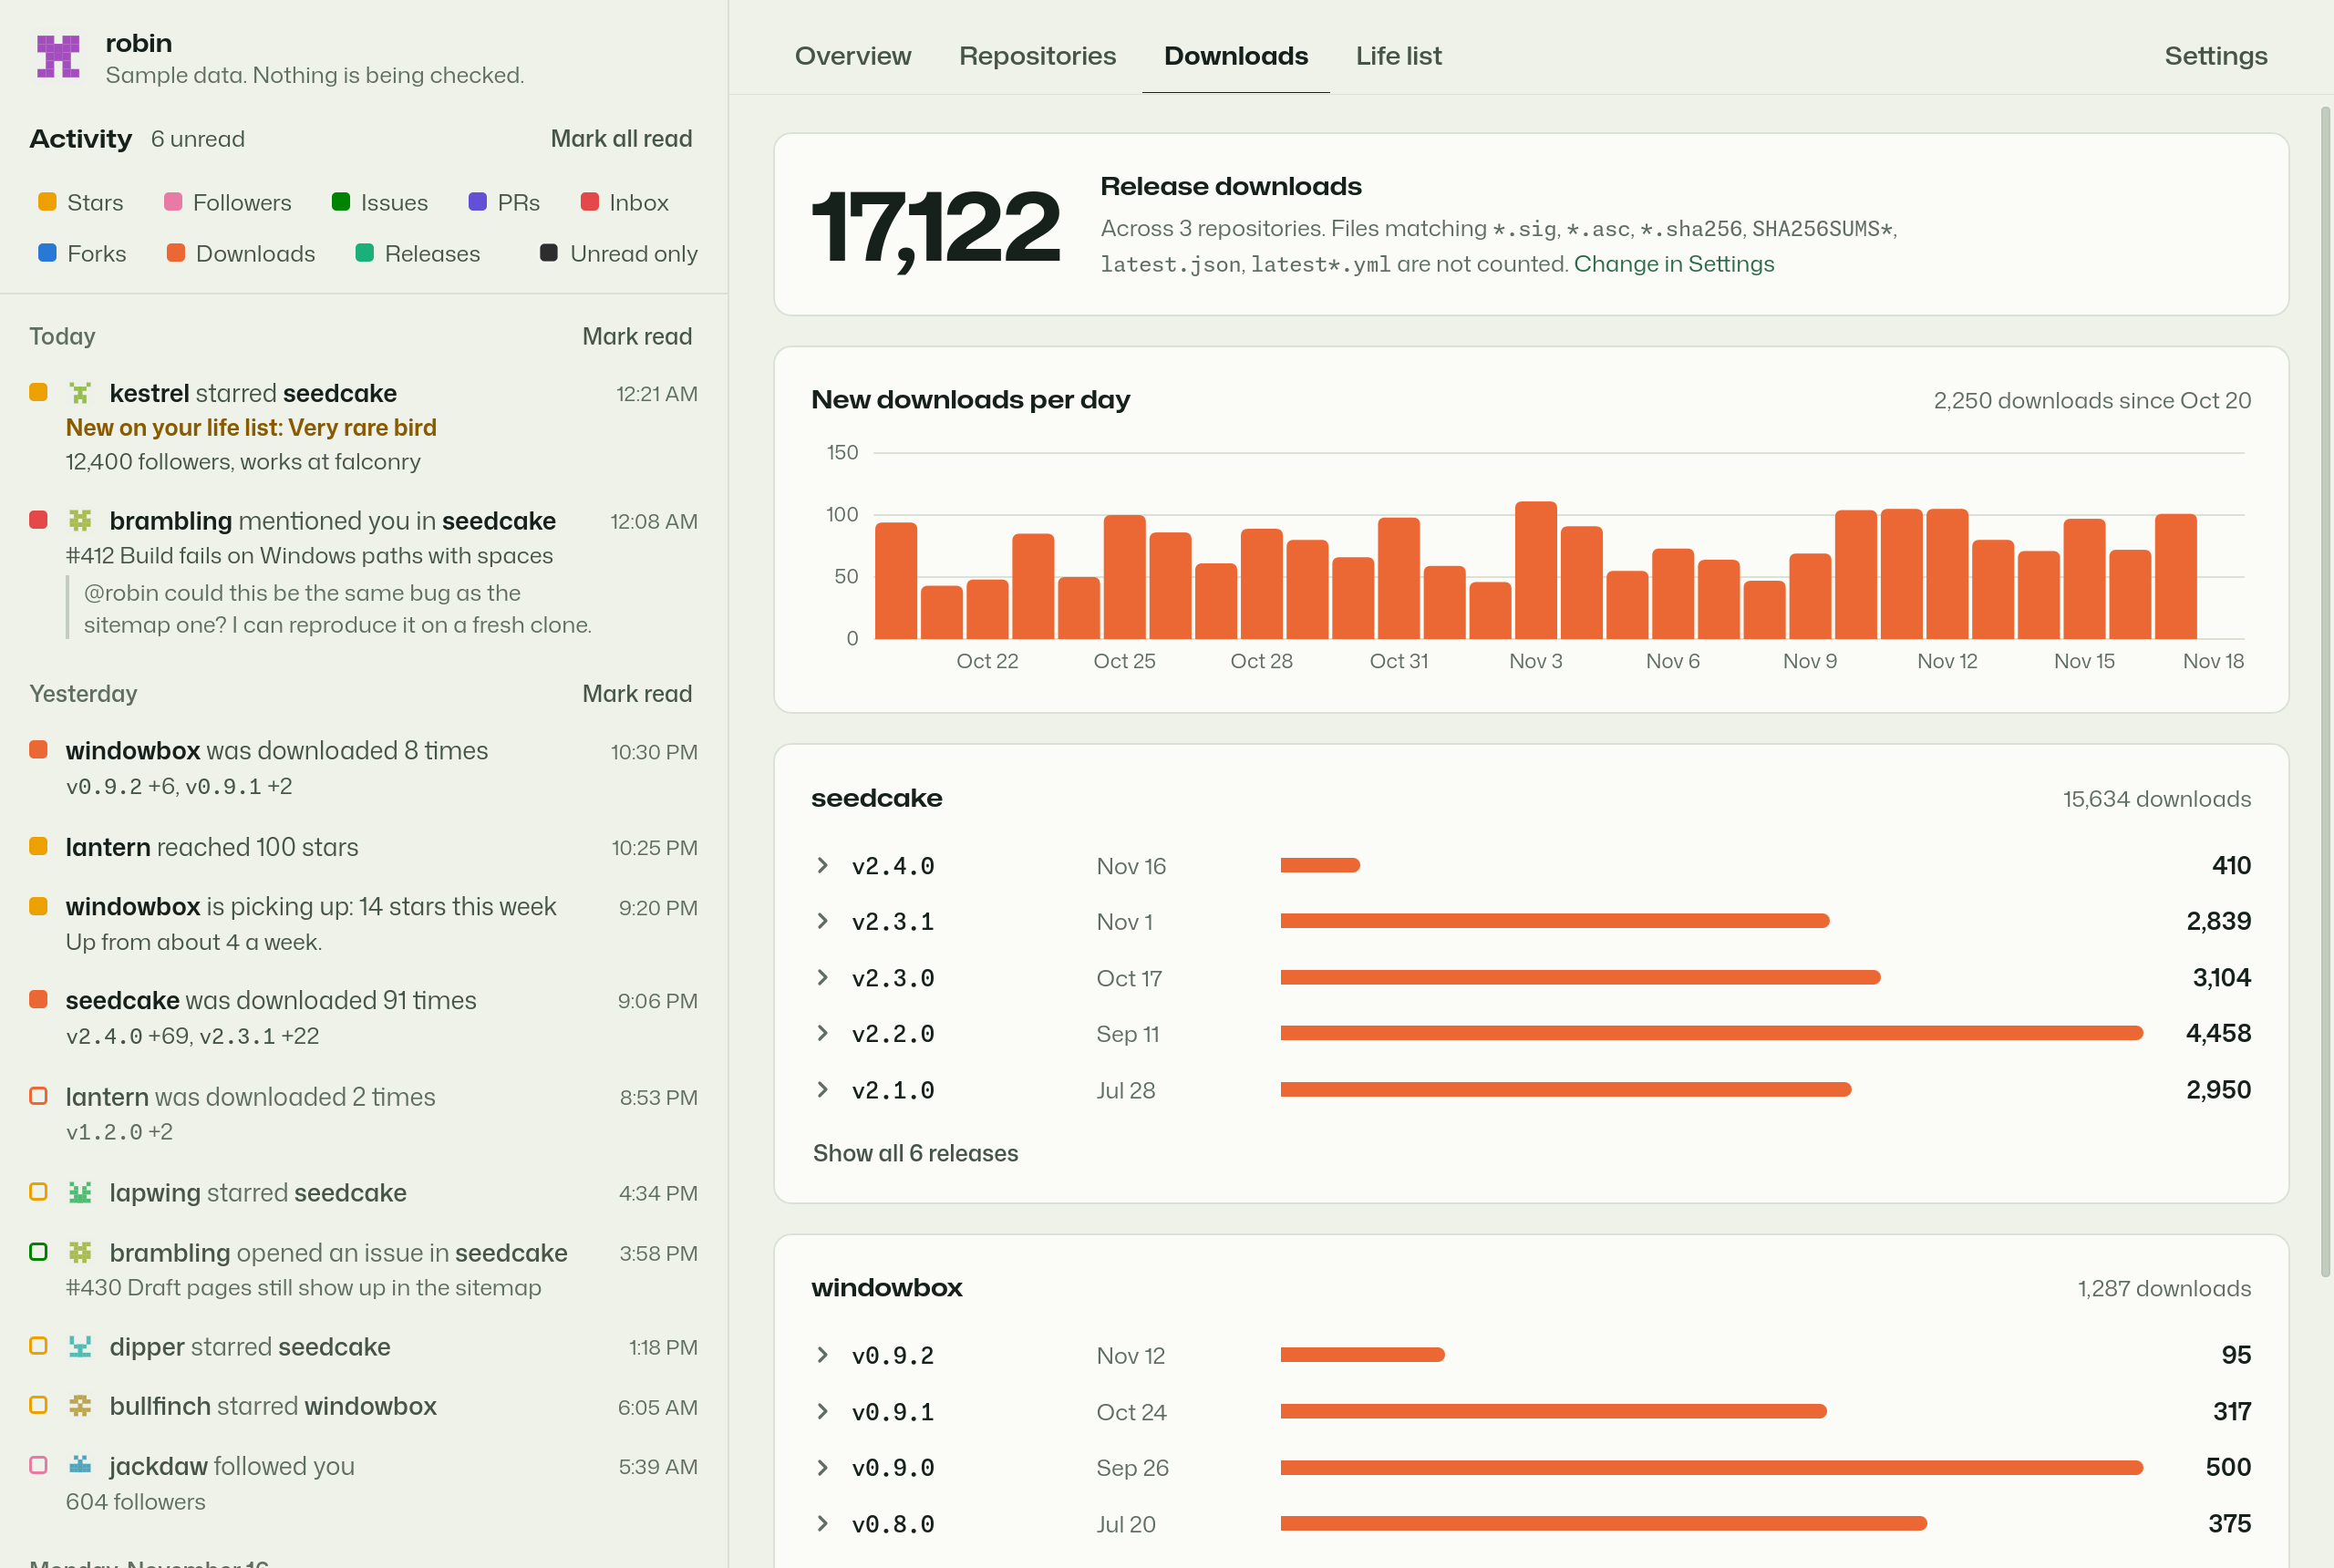 robin
Sample data. Nothing is being checked.
Activity 6 unread Mark all read
Stars Followers Issues PRs Inbox
Forks Downloads Releases Unread only
Today Mark read
kestrel starred seedcake 12:21 AM
New on your life list: Very rare bird
12,400 followers, works at falconry
brambling mentioned you in seedcake 12:08 AM
#412 Build fails on Windows paths with spaces
@robin could this be the same bug as the
sitemap one? I can reproduce it on a fresh clone.
Yesterday Mark read
windowbox was downloaded 8 times 10:30 PM
v0.9.2 +6, v0.9.1 +2
lantern reached 100 stars 10:25 PM
windowbox is picking up: 14 stars this week 9:20 PM
Up from about 4 a week.
seedcake was downloaded 91 times 9:06 PM
v2.4.0 +69, v2.3.1 +22
lantern was downloaded 2 times 8:53 PM
v1.2.0 +2
lapwing starred seedcake 4:34 PM
brambling opened an issue in seedcake 3:58 PM
#430 Draft pages still show up in the sitemap
dipper starred seedcake 1:18 PM
bullfinch starred windowbox 6:05 AM
jackdaw followed you 5:39 AM
604 followers
Monday, November 16
Overview Repositories Downloads Life list Settings
17,122
Release downloads
Across 3 repositories. Files matching *.sig, *.asc, *.sha256, SHA256SUMS*,
latest.json, latest*.yml are not counted. Change in Settings
New downloads per day 2,250 downloads since Oct 20
150
100
50
0
Oct 22 Oct 25 Oct 28 Oct 31 Nov 3 Nov 6 Nov 9 Nov 12 Nov 15 Nov 18
seedcake 15,634 downloads
v2.4.0 Nov 16 410
v2.3.1 Nov 1 2,839
v2.3.0 Oct 17 3,104
v2.2.0 Sep 11 4,458
v2.1.0 Jul 28 2,950
Show all 6 releases
windowbox 1,287 downloads
v0.9.2 Nov 12 95
v0.9.1 Oct 24 317
v0.9.0 Sep 26 500
v0.8.0 Jul 20 375